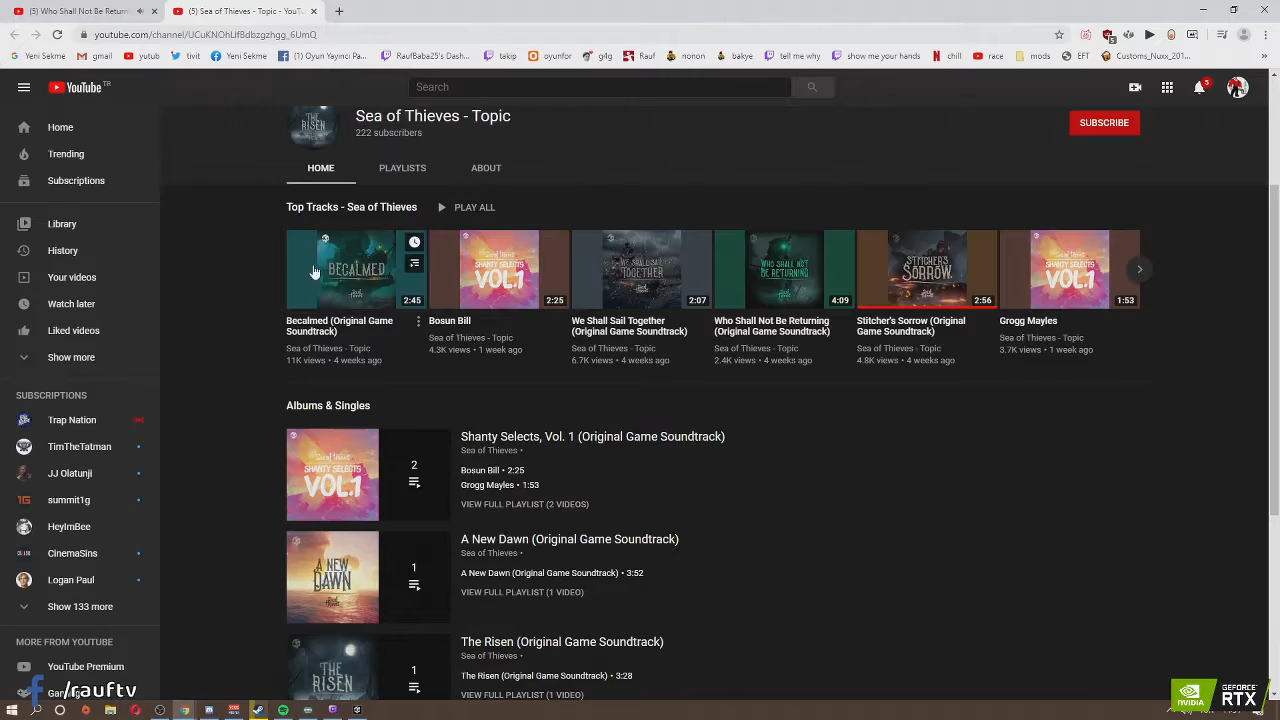 (5) Who Shall Not Be Return
(5) Sea of Thieves - Topic - YouT
youtube.com/channel/UCuKNOhLIfBdbzgzhgg_6UmQ
Gmail
youtube
twitter
Yeni Sekme
Yeni Sekme
takip
oyunfor
g4g
Rauf
nonon
bakye
tell me why
show more
chill
race
mods
Customs_Nuxx_201...
YouTube TR
Search
5
THE RISEN
Sea of Thieves - Topic
222 subscribers
SUBSCRIBE
HOME
PLAYLISTS
ABOUT
Home
Trending
Subscriptions
Library
History
Your videos
Watch later
Liked videos
Show more
SUBSCRIPTIONS
Trap Nation
TimTheTatman
JJ Olatunji
summit1g
HeyImBee
CinemaSins
Logan Paul
Show 133 more
MORE FROM YOUTUBE
YouTube Premium
/rauftv
Top Tracks - Sea of Thieves
PLAY ALL
BECALMED
2:45
SHANTY SELECTS VOL.1
2:25
WE SHALL SAIL TOGETHER
2:07
WHO SHALL NOT BE RETURNING
4:09
STITCHER'S SORROW
2:56
SHANTY SELECTS VOL.1
1:53
Becalmed (Original Game Soundtrack)
Sea of Thieves - Topic
11K views • 4 weeks ago
Bosun Bill
Sea of Thieves - Topic
4.3K views • 1 week ago
We Shall Sail Together (Original Game Soundtrack)
Sea of Thieves - Topic
6.7K views • 4 weeks ago
Who Shall Not Be Returning (Original Game Soundtrack)
Sea of Thieves - Topic
2.4K views • 4 weeks ago
Stitcher's Sorrow (Original Game Soundtrack)
Sea of Thieves - Topic
4.8K views • 4 weeks ago
Grogg Mayles
Sea of Thieves - Topic
3.7K views • 1 week ago
Albums & Singles
SHANTY SELECTS VOL.1
2
Shanty Selects, Vol. 1 (Original Game Soundtrack)
Sea of Thieves •
Bosun Bill • 2:25
Grogg Mayles • 1:53
VIEW FULL PLAYLIST (2 VIDEOS)
A NEW DAWN
1
A New Dawn (Original Game Soundtrack)
Sea of Thieves •
A New Dawn (Original Game Soundtrack) • 3:52
VIEW FULL PLAYLIST (1 VIDEO)
THE RISEN
1
The Risen (Original Game Soundtrack)
Sea of Thieves •
The Risen (Original Game Soundtrack) • 3:28
VIEW FULL PLAYLIST (1 VIDEO)
NVIDIA
GEFORCE RTX